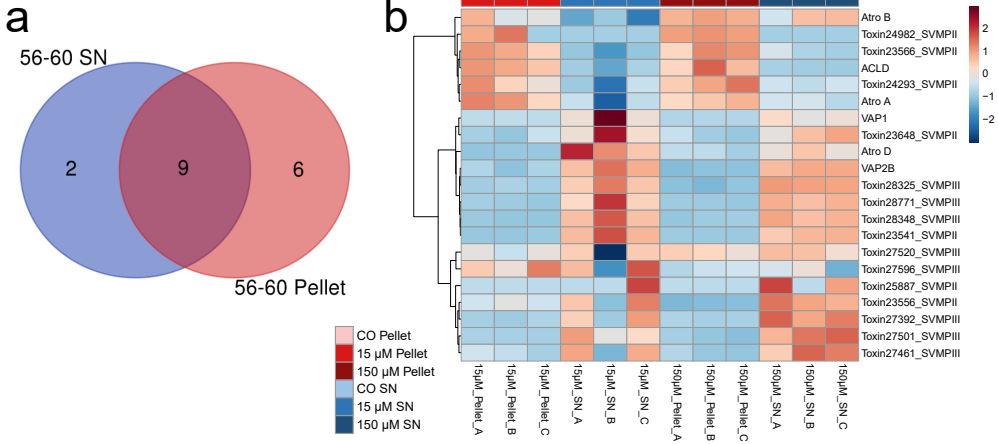 a
56-60 SN
2
9
6
56-60 Pellet
CO Pellet
15 µM Pellet
150 µM Pellet
CO SN
15 µM SN
150 µM SN
b
Atro B
Toxin24982_SVMPII
Toxin23566_SVMPII
ACLD
Toxin24293_SVMPII
Atro A
VAP1
Toxin23648_SVMPII
Atro D
VAP2B
Toxin28325_SVMPIII
Toxin28771_SVMPIII
Toxin28348_SVMPIII
Toxin23541_SVMPII
Toxin27520_SVMPIII
Toxin27596_SVMPIII
Toxin25887_SVMPII
Toxin23556_SVMPII
Toxin27392_SVMPIII
Toxin27501_SVMPIII
Toxin27461_SVMPIII
15µM_Pellet_A
15µM_Pellet_B
15µM_Pellet_C
15µM_SN_A
15µM_SN_B
15µM_SN_C
150µM_Pellet_A
150µM_Pellet_B
150µM_Pellet_C
150µM_SN_A
150µM_SN_B
150µM_SN_C
2
1
0
−1
−2